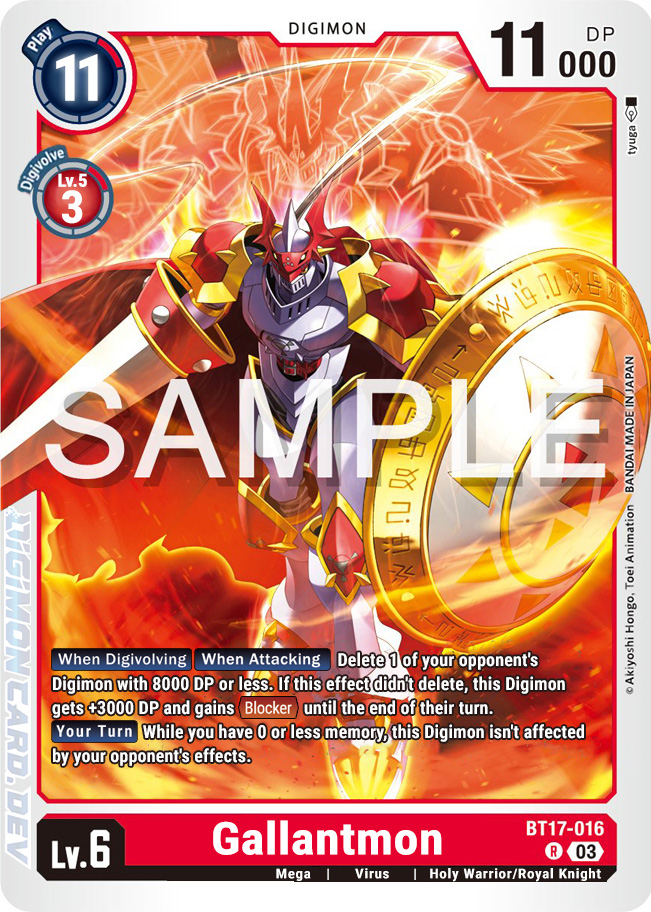 DIGIMON
Play
11
11000
DP
Digivolve
Lv.5
3
tyuga
SAMPLE
© Akiyoshi Hongo, Toei Animation BANDAI MADE IN JAPAN
DIGIMON CARD.DEV
When Digivolving When Attacking Delete 1 of your opponent's
Digimon with 8000 DP or less. If this effect didn't delete, this Digimon
gets +3000 DP and gains Blocker until the end of their turn.
Your Turn While you have 0 or less memory, this Digimon isn't affected
by your opponent's effects.
Lv.6
Gallantmon
BT17-016
R 03
Mega | Virus | Holy Warrior/Royal Knight